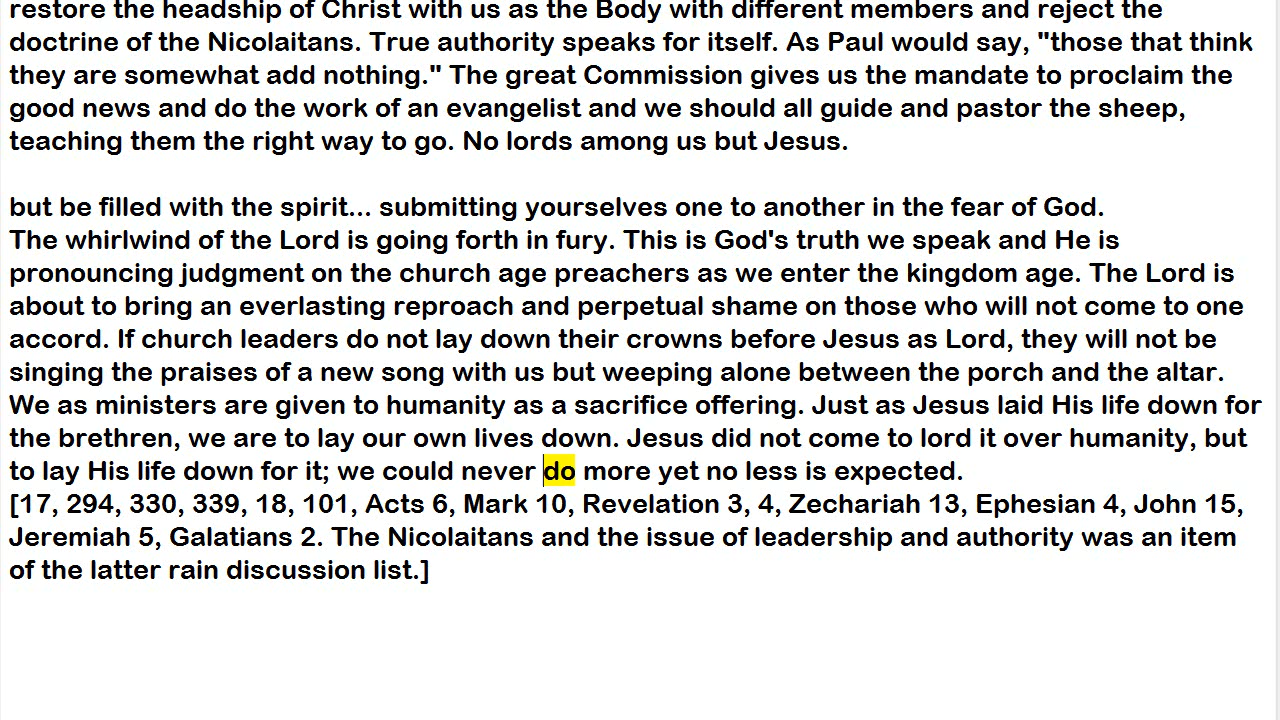 restore the headship of Christ with us as the Body with different members and reject the
doctrine of the Nicolaitans. True authority speaks for itself. As Paul would say, "those that think
they are somewhat add nothing." The great Commission gives us the mandate to proclaim the
good news and do the work of an evangelist and we should all guide and pastor the sheep,
teaching them the right way to go. No lords among us but Jesus.
but be filled with the spirit... submitting yourselves one to another in the fear of God.
The whirlwind of the Lord is going forth in fury. This is God's truth we speak and He is
pronouncing judgment on the church age preachers as we enter the kingdom age. The Lord is
about to bring an everlasting reproach and perpetual shame on those who will not come to one
accord. If church leaders do not lay down their crowns before Jesus as Lord, they will not be
singing the praises of a new song with us but weeping alone between the porch and the altar.
We as ministers are given to humanity as a sacrifice offering. Just as Jesus laid His life down for
the brethren, we are to lay our own lives down. Jesus did not come to lord it over humanity, but
to lay His life down for it; we could never do more yet no less is expected.
[17, 294, 330, 339, 18, 101, Acts 6, Mark 10, Revelation 3, 4, Zechariah 13, Ephesian 4, John 15,
Jeremiah 5, Galatians 2. The Nicolaitans and the issue of leadership and authority was an item
of the latter rain discussion list.]